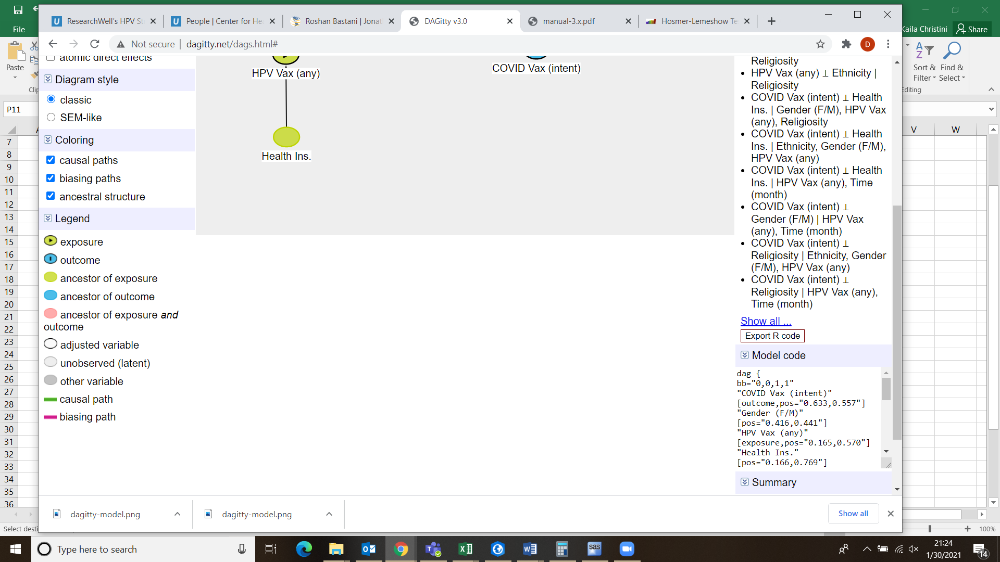 File
ResearchWell's HPV St
People | Center for He
Roshan Bastani | Jonat
DAGitty v3.0
manual-3.x.pdf
Hosmer-Lemeshow Te
Kaila Christini
Share
Not secure
dagitty.net/dags.html#
D
Paste
Clip
Sort & Find &
Filter Select
Editing
P11
A
V
W
7
8
9
10
11
12
13
14
15
16
17
18
19
20
21
22
23
24
25
26
27
28
29
30
31
32
33
34
35
36
atomic direct effects
Diagram style
classic
SEM-like
Coloring
causal paths
biasing paths
ancestral structure
Legend
exposure
outcome
ancestor of exposure
ancestor of outcome
ancestor of exposure and
outcome
adjusted variable
unobserved (latent)
other variable
causal path
biasing path
HPV Vax (any)
COVID Vax (intent)
Health Ins.
Religiosity
HPV Vax (any) ⊥ Ethnicity |
Religiosity
COVID Vax (intent) ⊥ Health
Ins. | Gender (F/M), HPV Vax
(any), Religiosity
COVID Vax (intent) ⊥ Health
Ins. | Ethnicity, Gender (F/M),
HPV Vax (any)
COVID Vax (intent) ⊥ Health
Ins. | HPV Vax (any), Time
(month)
COVID Vax (intent) ⊥
Gender (F/M) | HPV Vax
(any), Time (month)
COVID Vax (intent) ⊥
Religiosity | Ethnicity, Gender
(F/M), HPV Vax (any)
COVID Vax (intent) ⊥
Religiosity | HPV Vax (any),
Time (month)
Show all ...
Export R code
Model code
dag {
bb="0,0,1,1"
"COVID Vax (intent)"
[outcome,pos="0.633,0.557"]
"Gender (F/M)"
[pos="0.416,0.441"]
"HPV Vax (any)"
[exposure,pos="0.165,0.570"]
"Health Ins."
[pos="0.166,0.769"]
Summary
dagitty-model.png
dagitty-model.png
Show all
Select desti
100%
Type here to search
sas
21:24
1/30/2021
14